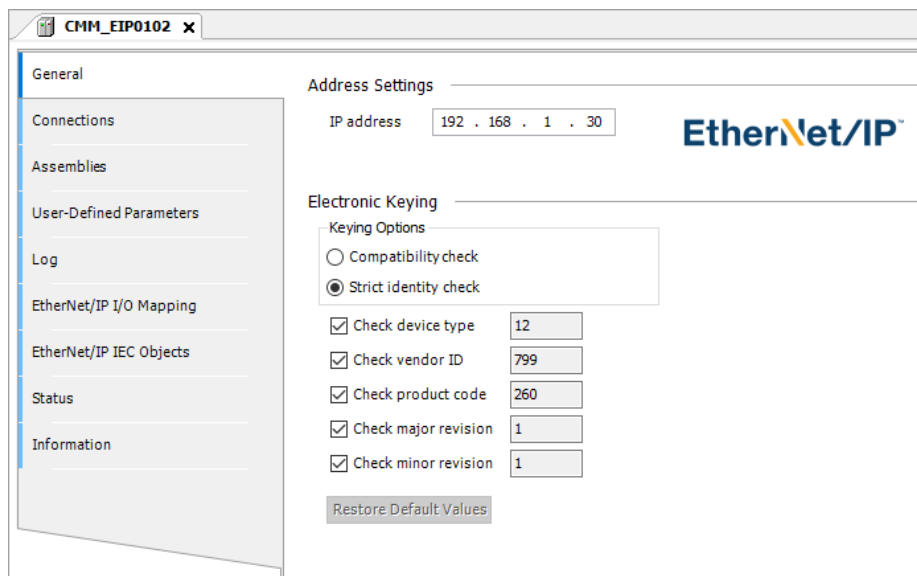 CMM_EIP0102
General
Connections
Assemblies
User-Defined Parameters
Log
EtherNet/IP I/O Mapping
EtherNet/IP IEC Objects
Status
Information
Address Settings
IP address 192 . 168 . 1 . 30
EtherNet/IP™
Electronic Keying
Keying Options
Compatibility check
Strict identity check
Check device type 12
Check vendor ID 799
Check product code 260
Check major revision 1
Check minor revision 1
Restore Default Values